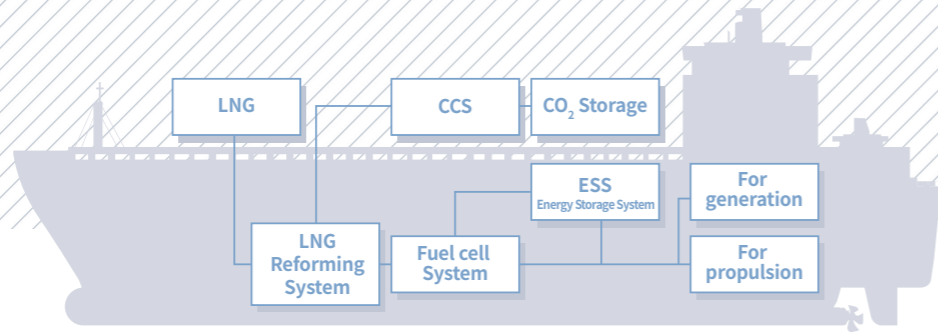 LNG
CCS
CO₂ Storage
ESS
Energy Storage System
For
generation
LNG
Reforming
System
Fuel cell
System
For
propulsion